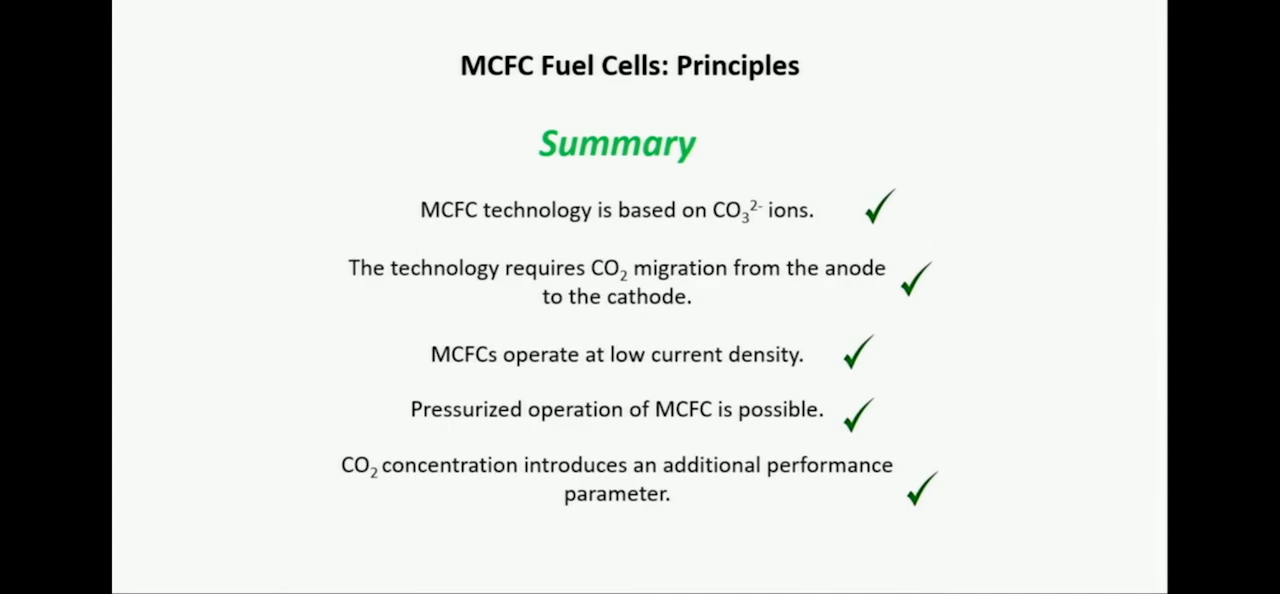 MCFC Fuel Cells: Principles
Summary
MCFC technology is based on CO₃²⁻ ions.
The technology requires CO₂ migration from the anode
to the cathode.
MCFCs operate at low current density.
Pressurized operation of MCFC is possible.
CO₂ concentration introduces an additional performance
parameter.